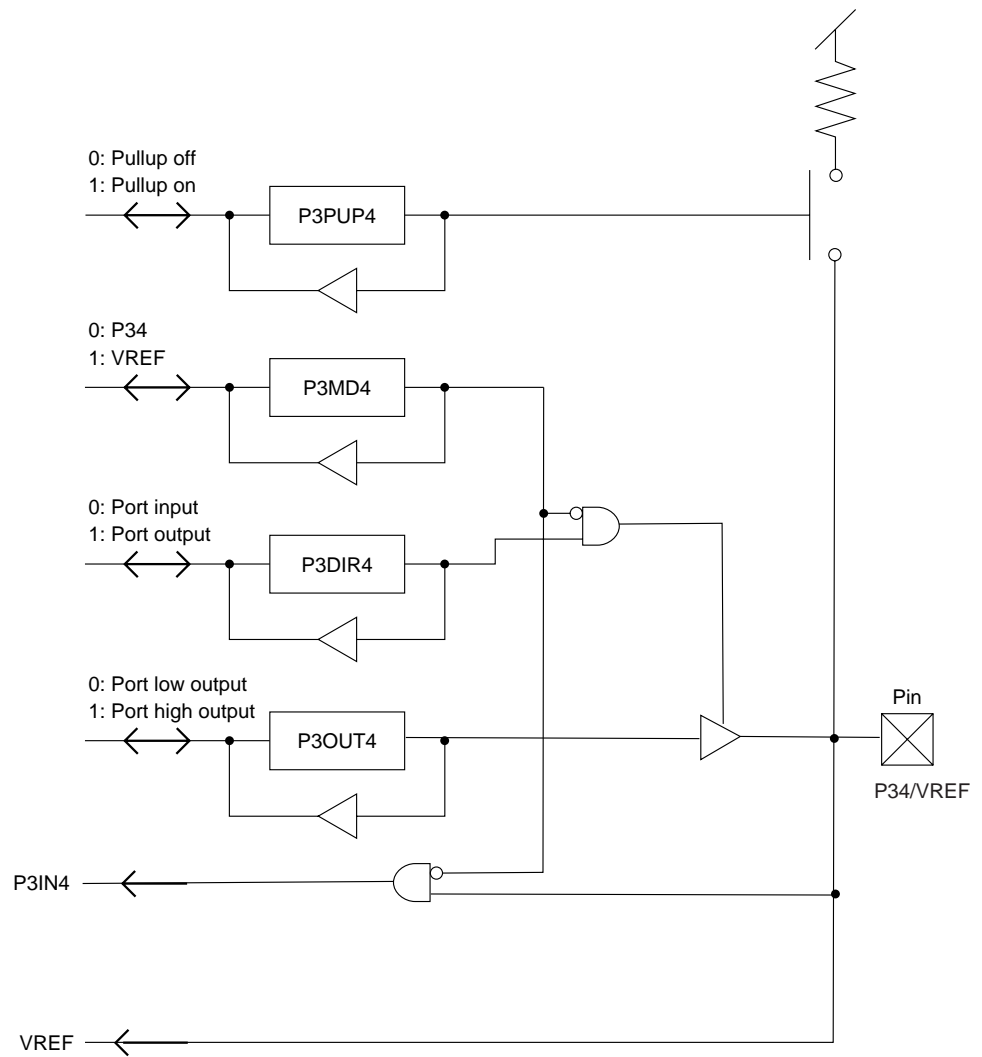 0: Pullup off
1: Pullup on
P3PUP4
0: P34
1: VREF
P3MD4
0: Port input
1: Port output
P3DIR4
0: Port low output
1: Port high output
P3OUT4
Pin
P34/VREF
P3IN4
VREF